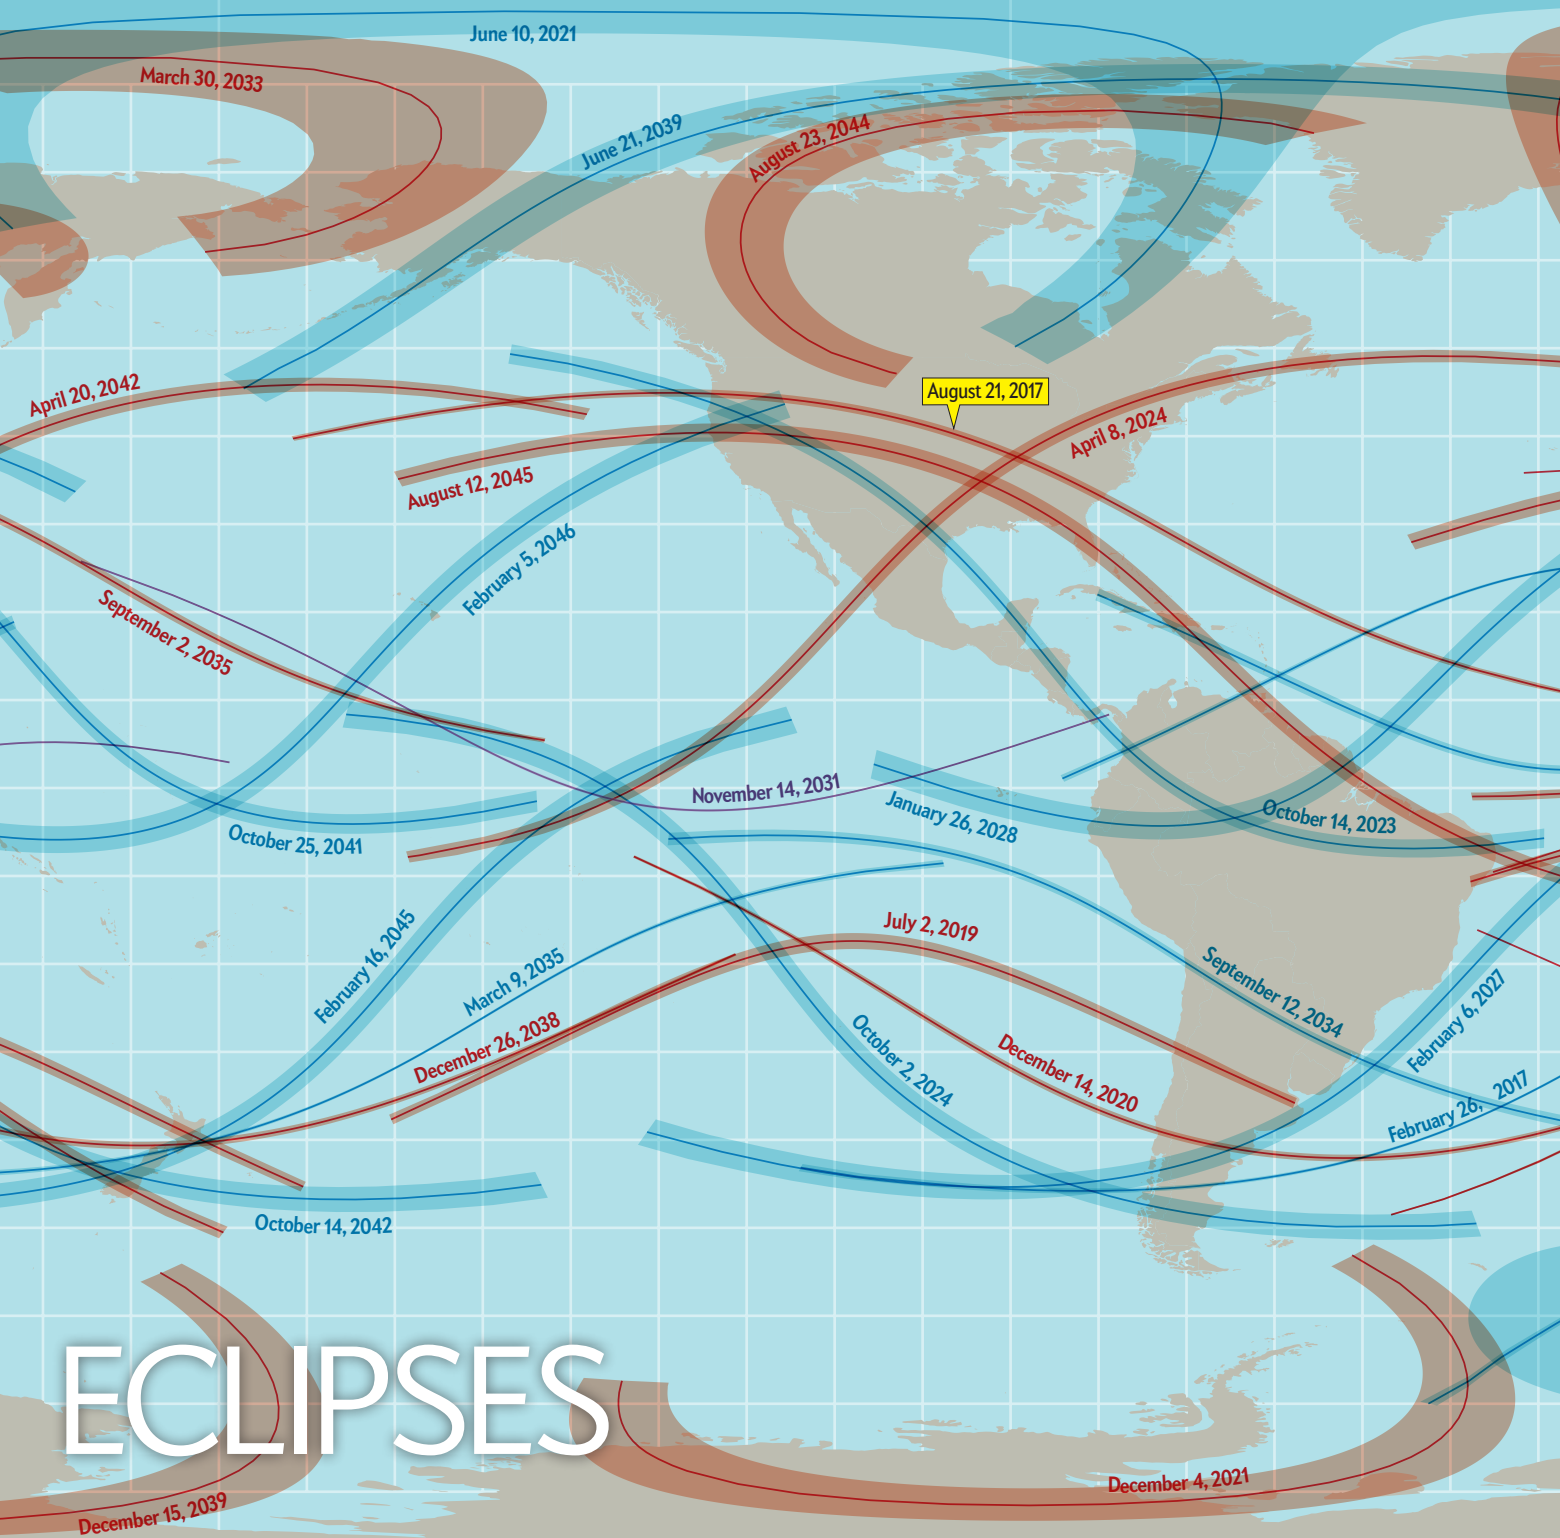 June 10, 2021
March 30, 2033
June 21, 2039
August 23, 2044
April 20, 2042
August 21, 2017
April 8, 2024
August 12, 2045
February 5, 2046
September 2, 2035
November 14, 2031
January 26, 2028
October 14, 2023
October 25, 2041
February 16, 2045
March 9, 2035
July 2, 2019
September 12, 2034
February 6, 2027
December 26, 2038
October 2, 2024
December 14, 2020
February 26, 2017
October 14, 2042
ECLIPSES
December 4, 2021
December 15, 2039